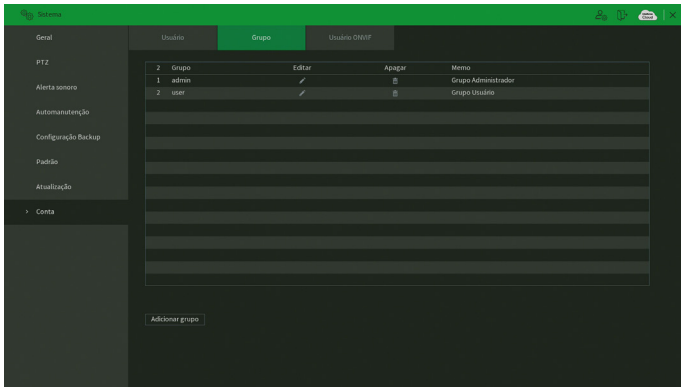 Sistema
Geral
Usuário Grupo Usuário ONVIF
PTZ
2 Grupo Editar Apagar Memo
1 admin Grupo Administrador
Alerta sonoro
2 user Grupo Usuário
Automanutenção
Configuração Backup
Padrão
Atualização
> Conta
Adicionar grupo